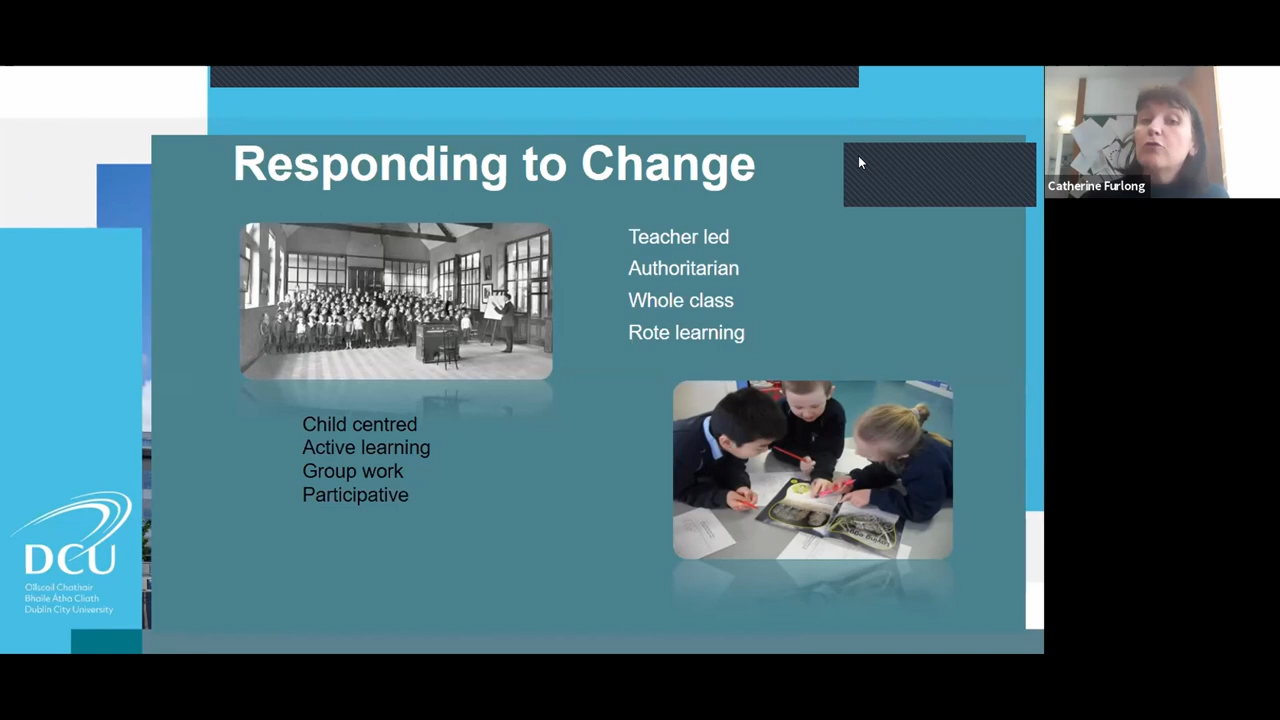 Responding to Change
Teacher led
Authoritarian
Whole class
Rote learning
Child centred
Active learning
Group work
Participative
DCU
Ollscoil Chathair
Bhaile Átha Cliath
Dublin City University
Catherine Furlong